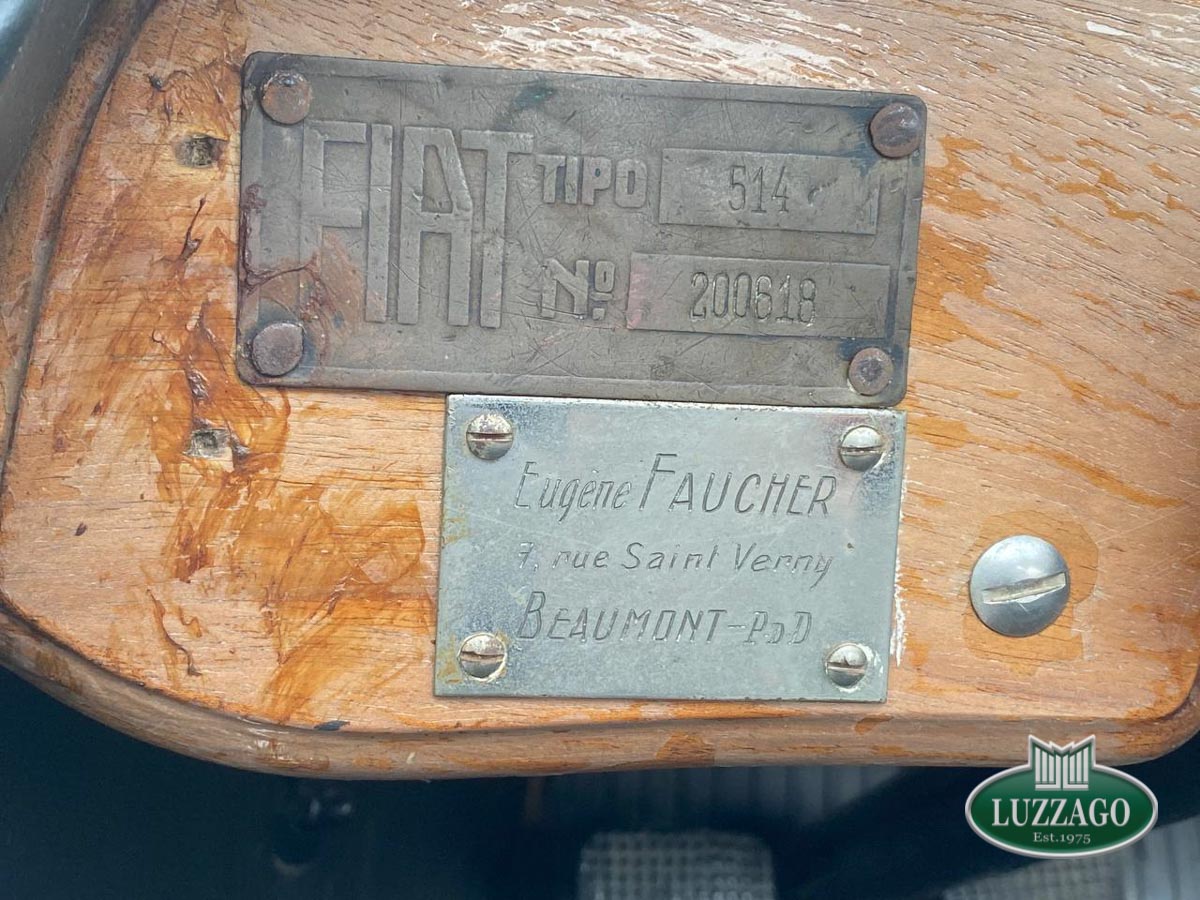 FIAT TIPO 514
Nº 200618
Eugène FAUCHER
7, rue Saint Verny
BEAUMONT-P.D.D
LUZZAGO
Est.1975